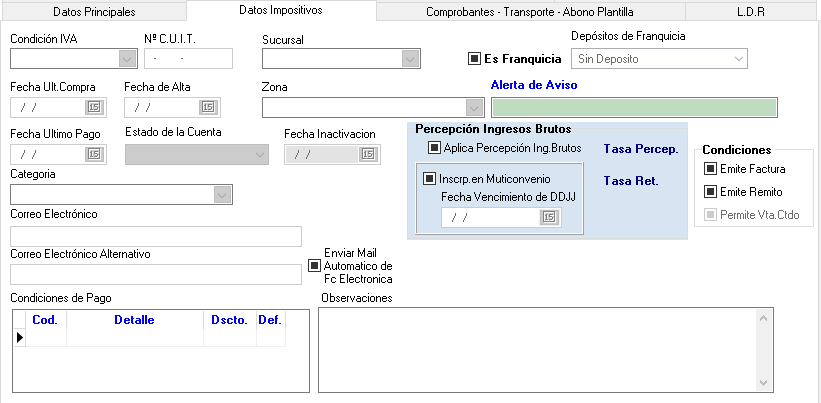 Datos Principales
Datos Impositivos
Comprobantes - Transporte - Abono Plantilla
L.D.R
Condición IVA
Nº C.U.I.T.
- -
Sucursal
Es Franquicia
Depósitos de Franquicia
Sin Deposito
Fecha Ult.Compra
/ /
15
Fecha de Alta
/ /
15
Zona
Alerta de Aviso
Fecha Ultimo Pago
/ /
15
Estado de la Cuenta
Fecha Inactivacion
/ /
15
Percepción Ingresos Brutos
Aplica Percepción Ing.Brutos
Tasa Percep.
Inscrp.en Muticonvenio
Tasa Ret.
Fecha Vencimiento de DDJJ
/ /
15
Condiciones
Emite Factura
Emite Remito
Permite Vta.Ctdo
Categoria
Correo Electrónico
Correo Electrónico Alternativo
Enviar Mail
Automatico de
Fc Electronica
Condiciones de Pago
Cod. Detalle Dscto. Def.
Observaciones